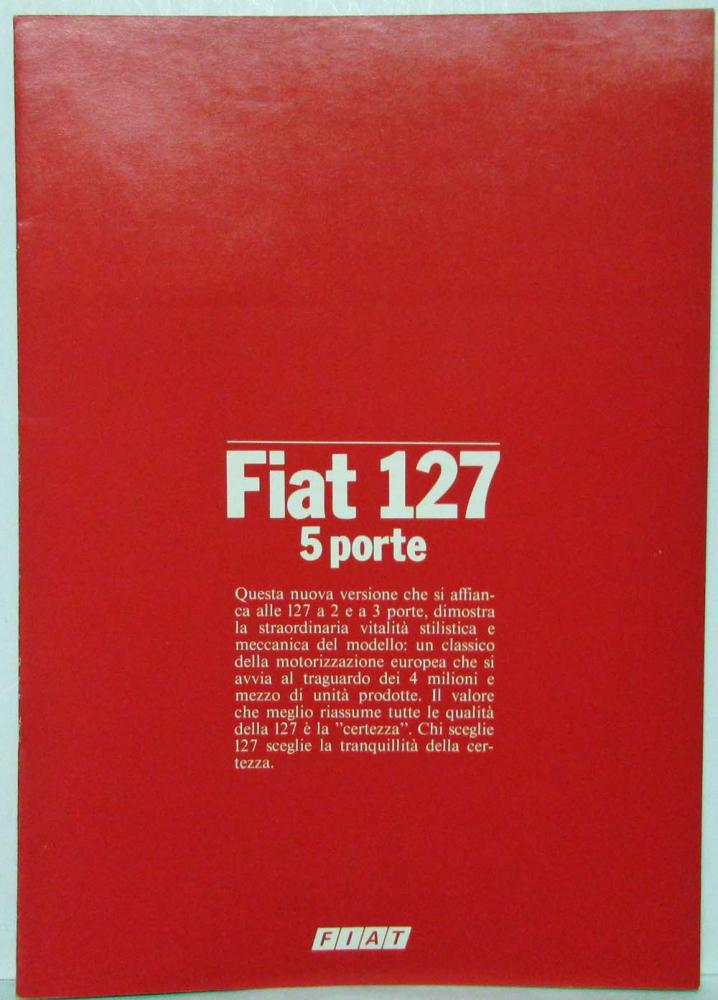 Fiat 127
5 porte
Questa nuova versione che si affian-
ca alle 127 a 2 e a 3 porte, dimostra
la straordinaria vitalità stilistica e
meccanica del modello: un classico
della motorizzazione europea che si
avvia al traguardo dei 4 milioni e
mezzo di unità prodotte. Il valore
che meglio riassume tutte le qualità
della 127 è la "certezza". Chi sceglie
127 sceglie la tranquillità della cer-
tezza.
FIAT